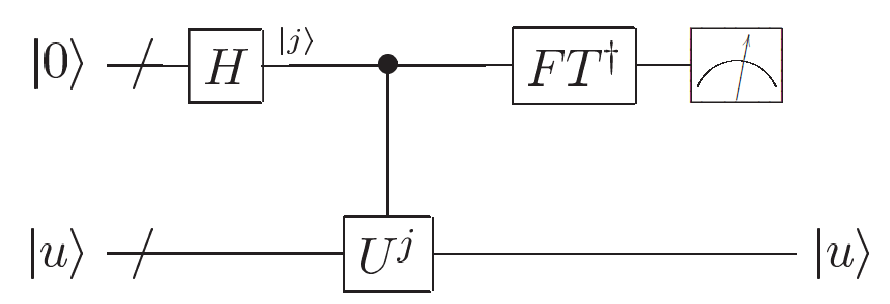 |0⟩ H |j⟩ FT†
|u⟩ U^j |u⟩